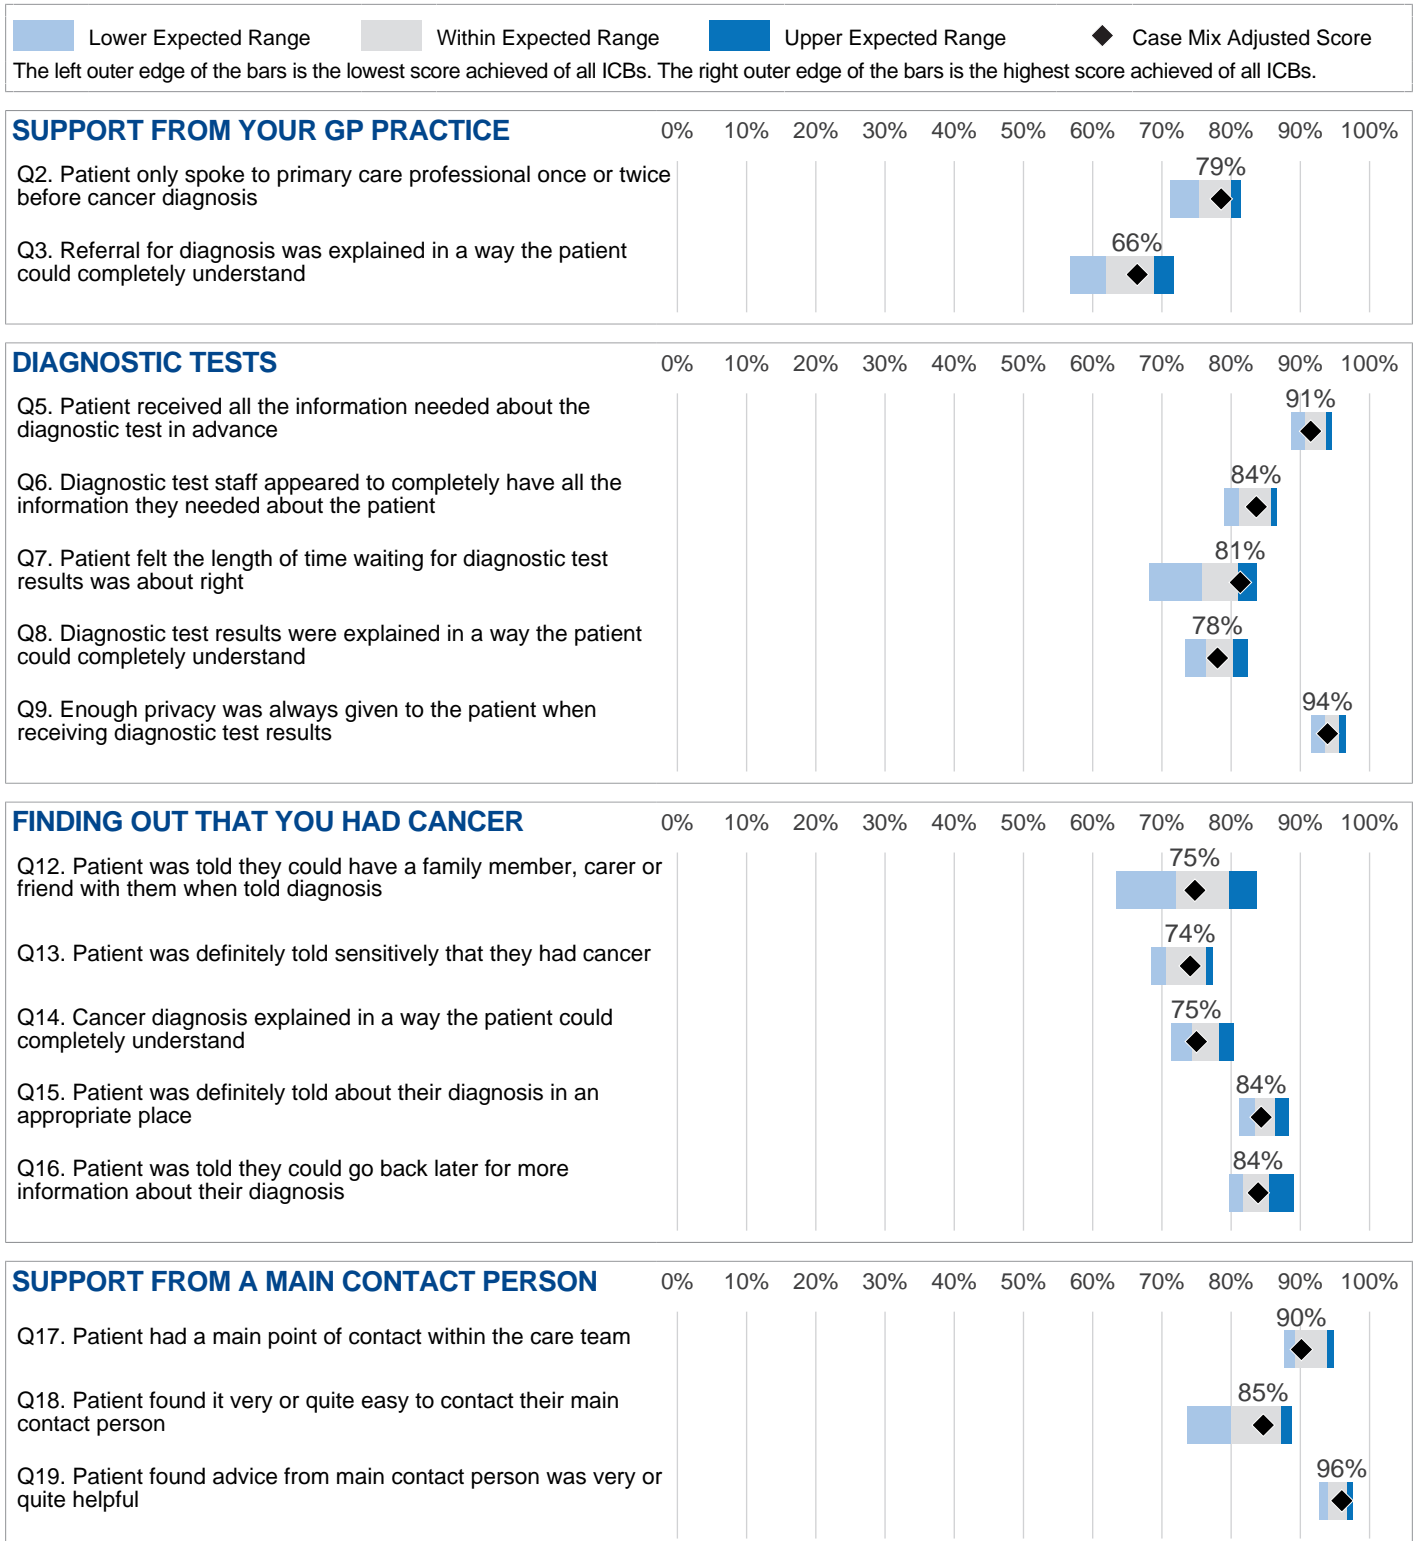 Lower Expected Range Within Expected Range Upper Expected Range Case Mix Adjusted Score
The left outer edge of the bars is the lowest score achieved of all ICBs. The right outer edge of the bars is the highest score achieved of all ICBs.
SUPPORT FROM YOUR GP PRACTICE 0% 10% 20% 30% 40% 50% 60% 70% 80% 90% 100%
79%
Q2. Patient only spoke to primary care professional once or twice
before cancer diagnosis
66%
Q3. Referral for diagnosis was explained in a way the patient
could completely understand
DIAGNOSTIC TESTS 0% 10% 20% 30% 40% 50% 60% 70% 80% 90% 100%
91%
Q5. Patient received all the information needed about the
diagnostic test in advance
84%
Q6. Diagnostic test staff appeared to completely have all the
information they needed about the patient
81%
Q7. Patient felt the length of time waiting for diagnostic test
results was about right
78%
Q8. Diagnostic test results were explained in a way the patient
could completely understand
94%
Q9. Enough privacy was always given to the patient when
receiving diagnostic test results
FINDING OUT THAT YOU HAD CANCER 0% 10% 20% 30% 40% 50% 60% 70% 80% 90% 100%
75%
Q12. Patient was told they could have a family member, carer or
friend with them when told diagnosis
74%
Q13. Patient was definitely told sensitively that they had cancer
75%
Q14. Cancer diagnosis explained in a way the patient could
completely understand
84%
Q15. Patient was definitely told about their diagnosis in an
appropriate place
84%
Q16. Patient was told they could go back later for more
information about their diagnosis
SUPPORT FROM A MAIN CONTACT PERSON 0% 10% 20% 30% 40% 50% 60% 70% 80% 90% 100%
90%
Q17. Patient had a main point of contact within the care team
85%
Q18. Patient found it very or quite easy to contact their main
contact person
96%
Q19. Patient found advice from main contact person was very or
quite helpful